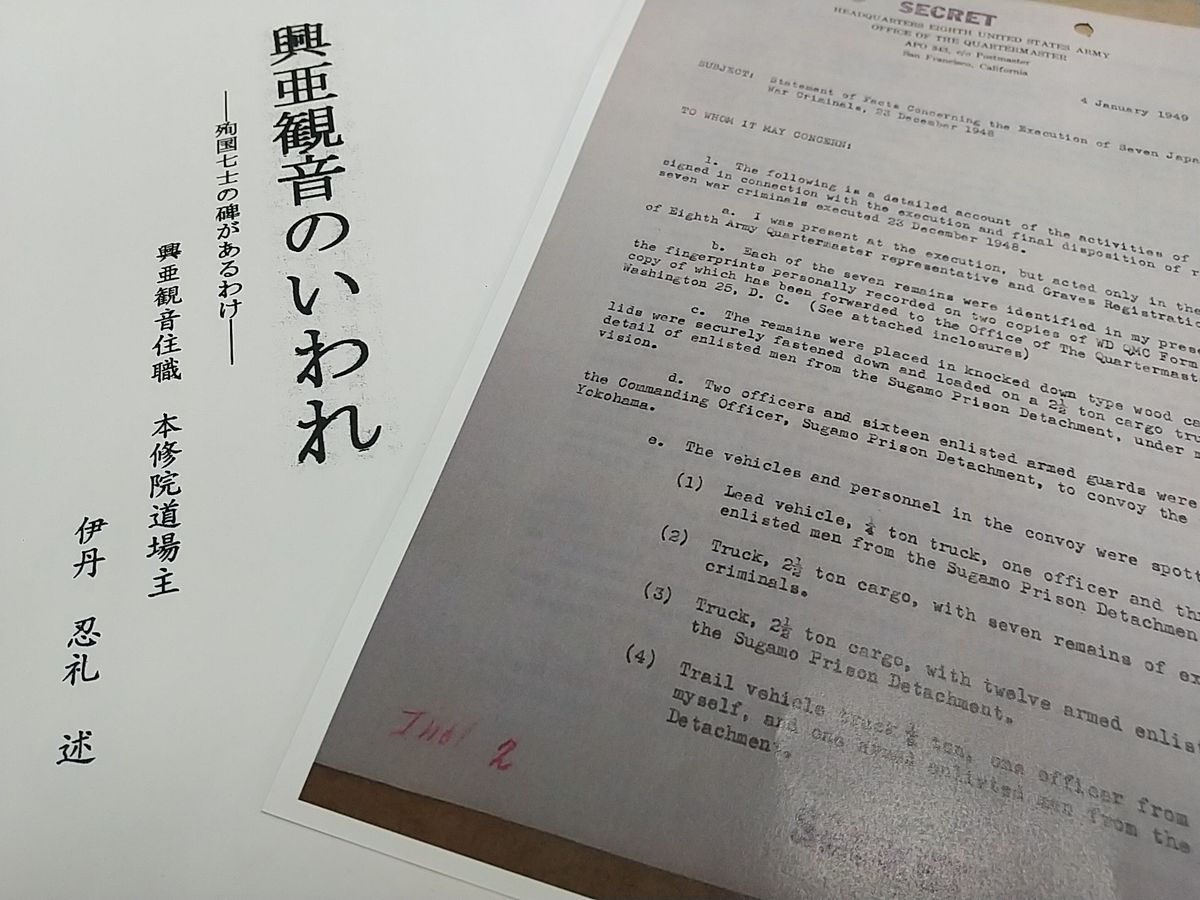 興亜観音のいわれ
―殉国七士の碑があるわけ―
興亜観音住職 本修院道場主
伊丹 忍礼 述
SECRET
HEADQUARTERS EIGHTH UNITED STATES ARMY
OFFICE OF THE QUARTERMASTER
APO 343, c/o Postmaster
San Francisco, California
4 January 1949
SUBJECT: Statement of Facts Concerning the Execution of Seven Japa
War Criminals, 23 December 1948
TO WHOM IT MAY CONCERN:
1. The following is a detailed account of the activities of
signed in connection with the execution and final disposition of
seven war criminals executed 23 December 1948.
a. I was present at the execution, but acted only in the
of Eighth Army Quartermaster representative and Graves Registrati
b. Each of the seven remains were identified in my prese
the fingerprints personally recorded on two copies of WD QMC Form
copy of which has been forwarded to the Office of The Quartermast
Washington 25, D. C. (See attached inclosures)
c. The remains were placed in knocked down type wood ca
lids were securely fastened down and loaded on a 2½ ton cargo tru
detail of enlisted men from the Sugamo Prison Detachment, under m
vision.
d. Two officers and sixteen enlisted armed guards were
the Commanding Officer, Sugamo Prison Detachment, to convoy the
Yokohama.
e. The vehicles and personnel in the convoy were spott
(1) Lead vehicle, ¼ ton truck, one officer and thr
enlisted men from the Sugamo Prison Detachmen
(2) Truck, 2½ ton cargo, with seven remains of ex
criminals.
(3) Truck, 2½ ton cargo, with twelve armed enlis
the Sugamo Prison Detachment.
(4) Trail vehicle truck ¼ ton, one officer from
myself, and one armed enlisted man from the
Detachment.
2